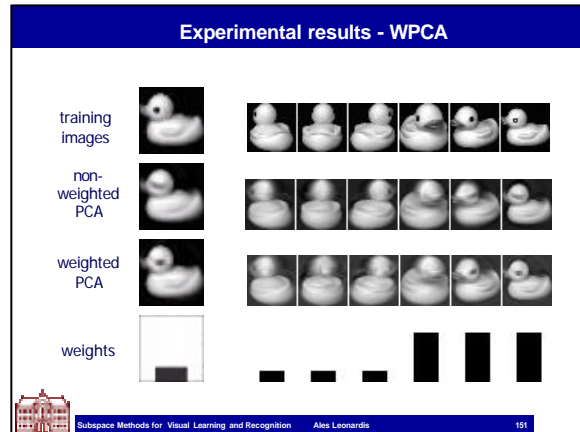 Experimental results - WPCA
training
images
non-
weighted
PCA
weighted
PCA
weights
Subspace Methods for Visual Learning and Recognition Ales Leonardis 151